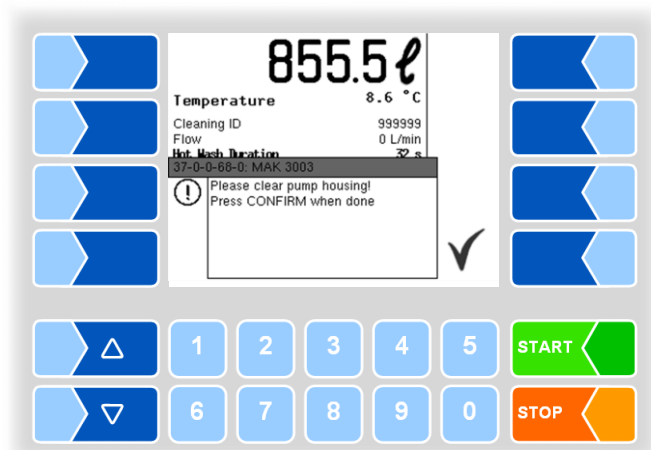 855.5 ℓ
Temperature 8.6 °C
Cleaning ID 999999
Flow 0 L/min
Hot Wash Duration 32 s
37-0-0-68-0: MAK 3003
Please clear pump housing!
Press CONFIRM when done
1 2 3 4 5 START
6 7 8 9 0 STOP